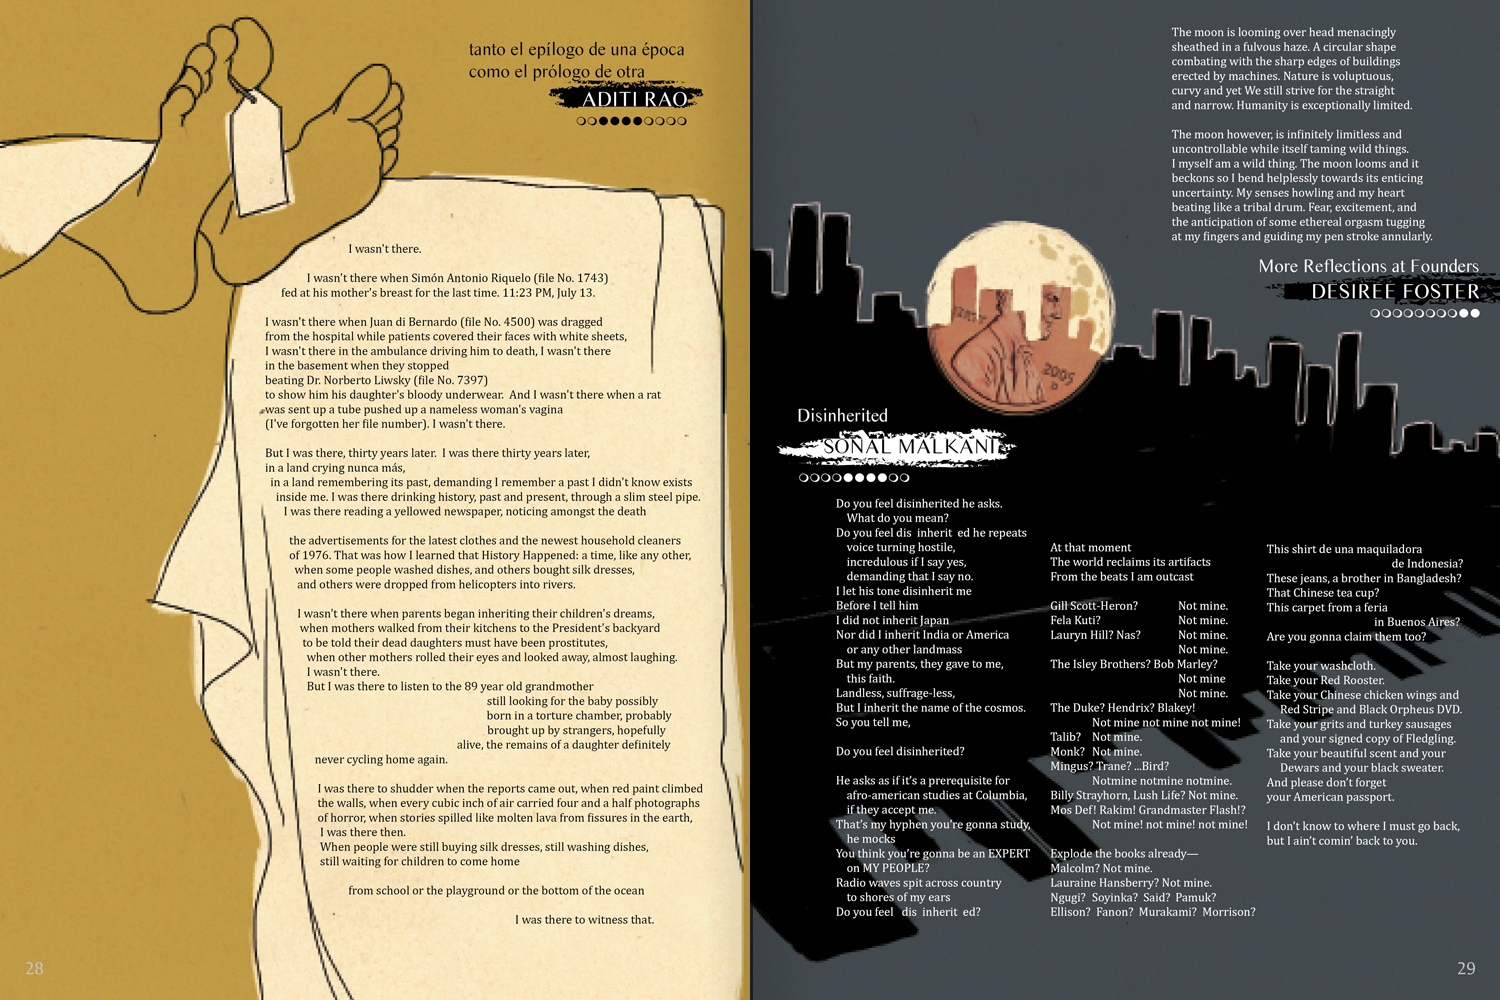 tanto el epílogo de una época
como el prólogo de otra
ADITI RAO
I wasn't there.
I wasn't there when Simón Antonio Riquelo (file No. 1743)
fed at his mother's breast for the last time. 11:23 PM, July 13.
I wasn't there when Juan di Bernardo (file No. 4500) was dragged
from the hospital while patients covered their faces with white sheets,
I wasn't there in the ambulance driving him to death, I wasn't there
in the basement when they stopped
beating Dr. Norberto Liwsky (file No. 7397)
to show him his daughter's bloody underwear.  And I wasn't there when a rat
was sent up a tube pushed up a nameless woman's vagina
(I've forgotten her file number). I wasn't there.
But I was there, thirty years later.  I was there thirty years later,
in a land crying nunca más,
in a land remembering its past, demanding I remember a past I didn't know exists
inside me. I was there drinking history, past and present, through a slim steel pipe.
I was there reading a yellowed newspaper, noticing amongst the death
the advertisements for the latest clothes and the newest household cleaners
of 1976. That was how I learned that History Happened: a time, like any other,
when some people washed dishes, and others bought silk dresses,
and others were dropped from helicopters into rivers.
I wasn't there when parents began inheriting their children's dreams,
when mothers walked from their kitchens to the President's backyard
to be told their dead daughters must have been prostitutes,
when other mothers rolled their eyes and looked away, almost laughing.
I wasn't there.
But I was there to listen to the 89 year old grandmother
still looking for the baby possibly
born in a torture chamber, probably
brought up by strangers, hopefully
alive, the remains of a daughter definitely
never cycling home again.
I was there to shudder when the reports came out, when red paint climbed
the walls, when every cubic inch of air carried four and a half photographs
of horror, when stories spilled like molten lava from fissures in the earth,
I was there then.
When people were still buying silk dresses, still washing dishes,
still waiting for children to come home
from school or the playground or the bottom of the ocean
I was there to witness that.
28
The moon is looming over head menacingly
sheathed in a fulvous haze. A circular shape
combating with the sharp edges of buildings
erected by machines. Nature is voluptuous,
curvy and yet We still strive for the straight
and narrow. Humanity is exceptionally limited.
The moon however, is infinitely limitless and
uncontrollable while itself taming wild things.
I myself am a wild thing. The moon looms and it
beckons so I bend helplessly towards its enticing
uncertainty. My senses howling and my heart
beating like a tribal drum. Fear, excitement, and
the anticipation of some ethereal orgasm tugging
at my fingers and guiding my pen stroke annularly.
More Reflections at Founders
DESIREE FOSTER
2005
D
Disinherited
SONAL MALKANI
Do you feel disinherited he asks.
What do you mean?
Do you feel dis  inherit  ed he repeats
voice turning hostile,
incredulous if I say yes,
demanding that I say no.
I let his tone disinherit me
Before I tell him
I did not inherit Japan
Nor did I inherit India or America
or any other landmass
But my parents, they gave to me,
this faith.
Landless, suffrage-less,
But I inherit the name of the cosmos.
So you tell me,
Do you feel disinherited?
He asks as if it's a prerequisite for
afro-american studies at Columbia,
if they accept me.
That's my hyphen you're gonna study,
he mocks
You think you're gonna be an EXPERT
on MY PEOPLE?
Radio waves spit across country
to shores of my ears
Do you feel  dis  inherit  ed?
At that moment
The world reclaims its artifacts
From the beats I am outcast
Gill Scott-Heron? Not mine.
Fela Kuti? Not mine.
Lauryn Hill? Nas? Not mine.
Not mine.
The Isley Brothers? Bob Marley?
Not mine
Not mine.
The Duke? Hendrix? Blakey!
Not mine not mine not mine!
Talib? Not mine.
Monk? Not mine.
Mingus? Trane? ...Bird?
Notmine notmine notmine.
Billy Strayhorn, Lush Life? Not mine.
Mos Def! Rakim! Grandmaster Flash!?
Not mine! not mine! not mine!
Explode the books already—
Malcolm? Not mine.
Lauraine Hansberry? Not mine.
Ngugi?  Soyinka?  Said?  Pamuk?
Ellison?  Fanon?  Murakami?  Morrison?
This shirt de una maquiladora
de Indonesia?
These jeans, a brother in Bangladesh?
That Chinese tea cup?
This carpet from a feria
in Buenos Aires?
Are you gonna claim them too?
Take your washcloth.
Take your Red Rooster.
Take your Chinese chicken wings and
Red Stripe and Black Orpheus DVD.
Take your grits and turkey sausages
and your signed copy of Fledgling.
Take your beautiful scent and your
Dewars and your black sweater.
And please don't forget
your American passport.
I don't know to where I must go back,
but I ain't comin' back to you.
29